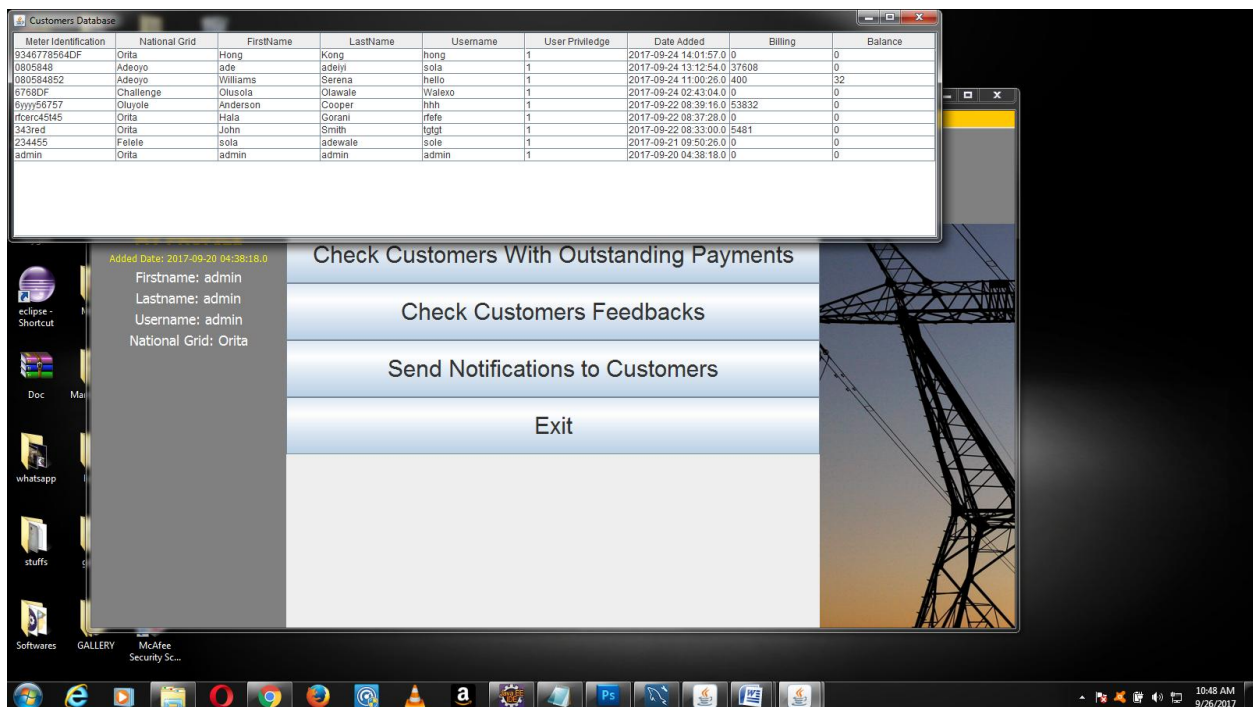 Customers Database
Meter Identification National Grid FirstName LastName Username User Priviledge Date Added Billing Balance
9346778564DF Orita Hong Kong hong 1 2017-09-24 14:01:57.0 0 0
0805848 Adeoyo ade adeiyi sola 1 2017-09-24 13:12:54.0 37608 0
080584852 Adeoyo Williams Serena hello 1 2017-09-24 11:00:26.0 400 32
6768DF Challenge Olusola Olawale Walexo 1 2017-09-24 02:43:04.0 0 0
6yyy56757 Oluyole Anderson Cooper hhh 1 2017-09-22 08:39:16.0 53832 0
rfcerc45t45 Orita Hala Gorani rfefe 1 2017-09-22 08:37:28.0 0 0
343red Orita John Smith tgtgt 1 2017-09-22 08:33:00.0 5481 0
234455 Felele sola adewale sole 1 2017-09-21 09:50:26.0 0 0
admin Orita admin admin admin 1 2017-09-20 04:38:18.0 0 0
Added Date: 2017-09-20 04:38:18.0
Firstname: admin
Lastname: admin
Username: admin
National Grid: Orita
Check Customers With Outstanding Payments
Check Customers Feedbacks
Send Notifications to Customers
Exit
eclipse -
Shortcut
Doc
whatsapp
stuffs
Softwares
GALLERY
McAfee
Security Sc...
a
Ps
10:48 AM
9/26/2017